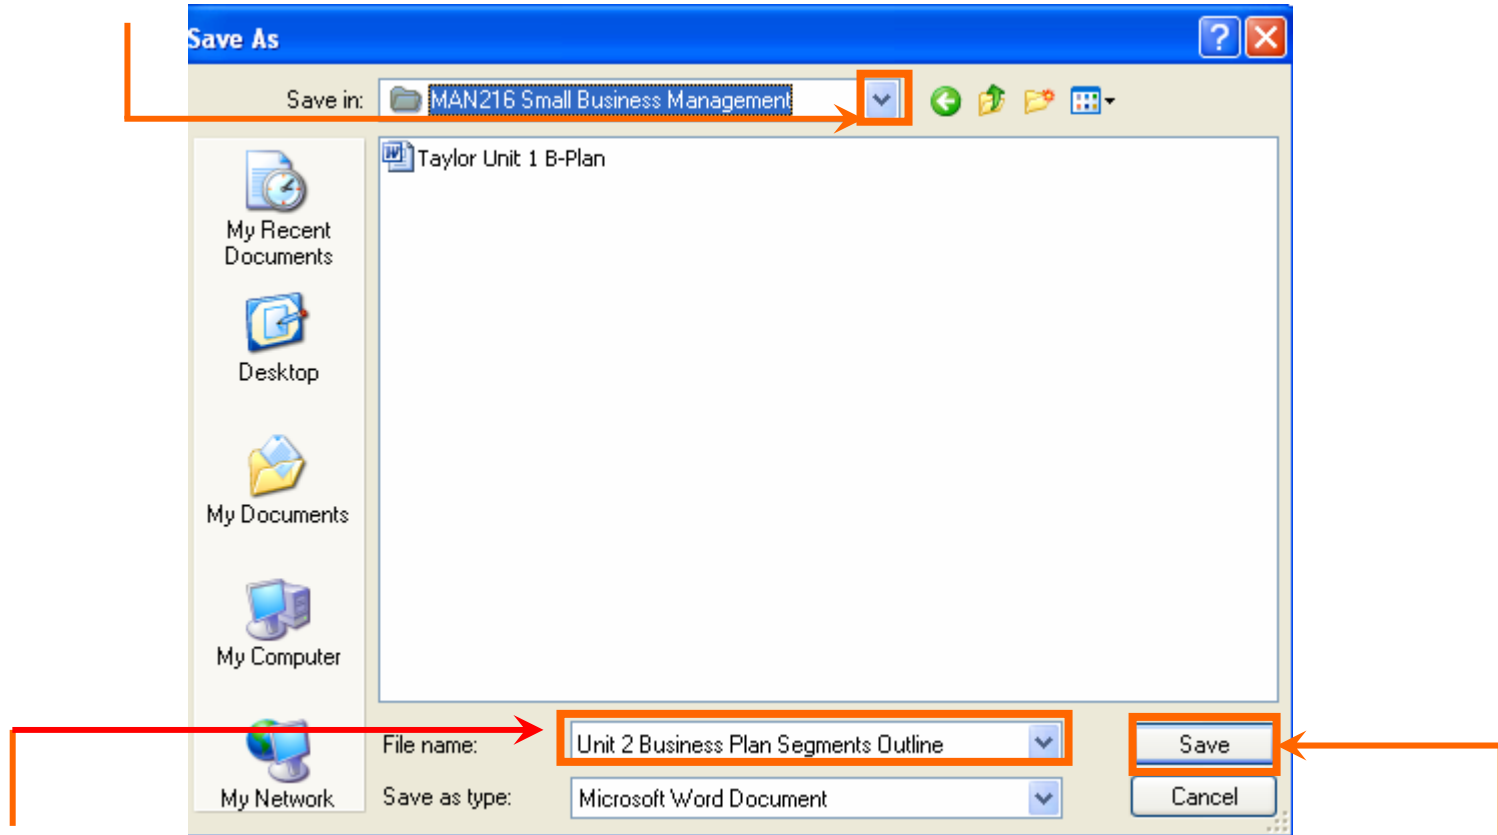 Save As
Save in:
MAN216 Small Business Management
Taylor Unit 1 B-Plan
My Recent
Documents
Desktop
My Documents
My Computer
My Network
File name:
Unit 2 Business Plan Segments Outline
Save
Save as type:
Microsoft Word Document
Cancel